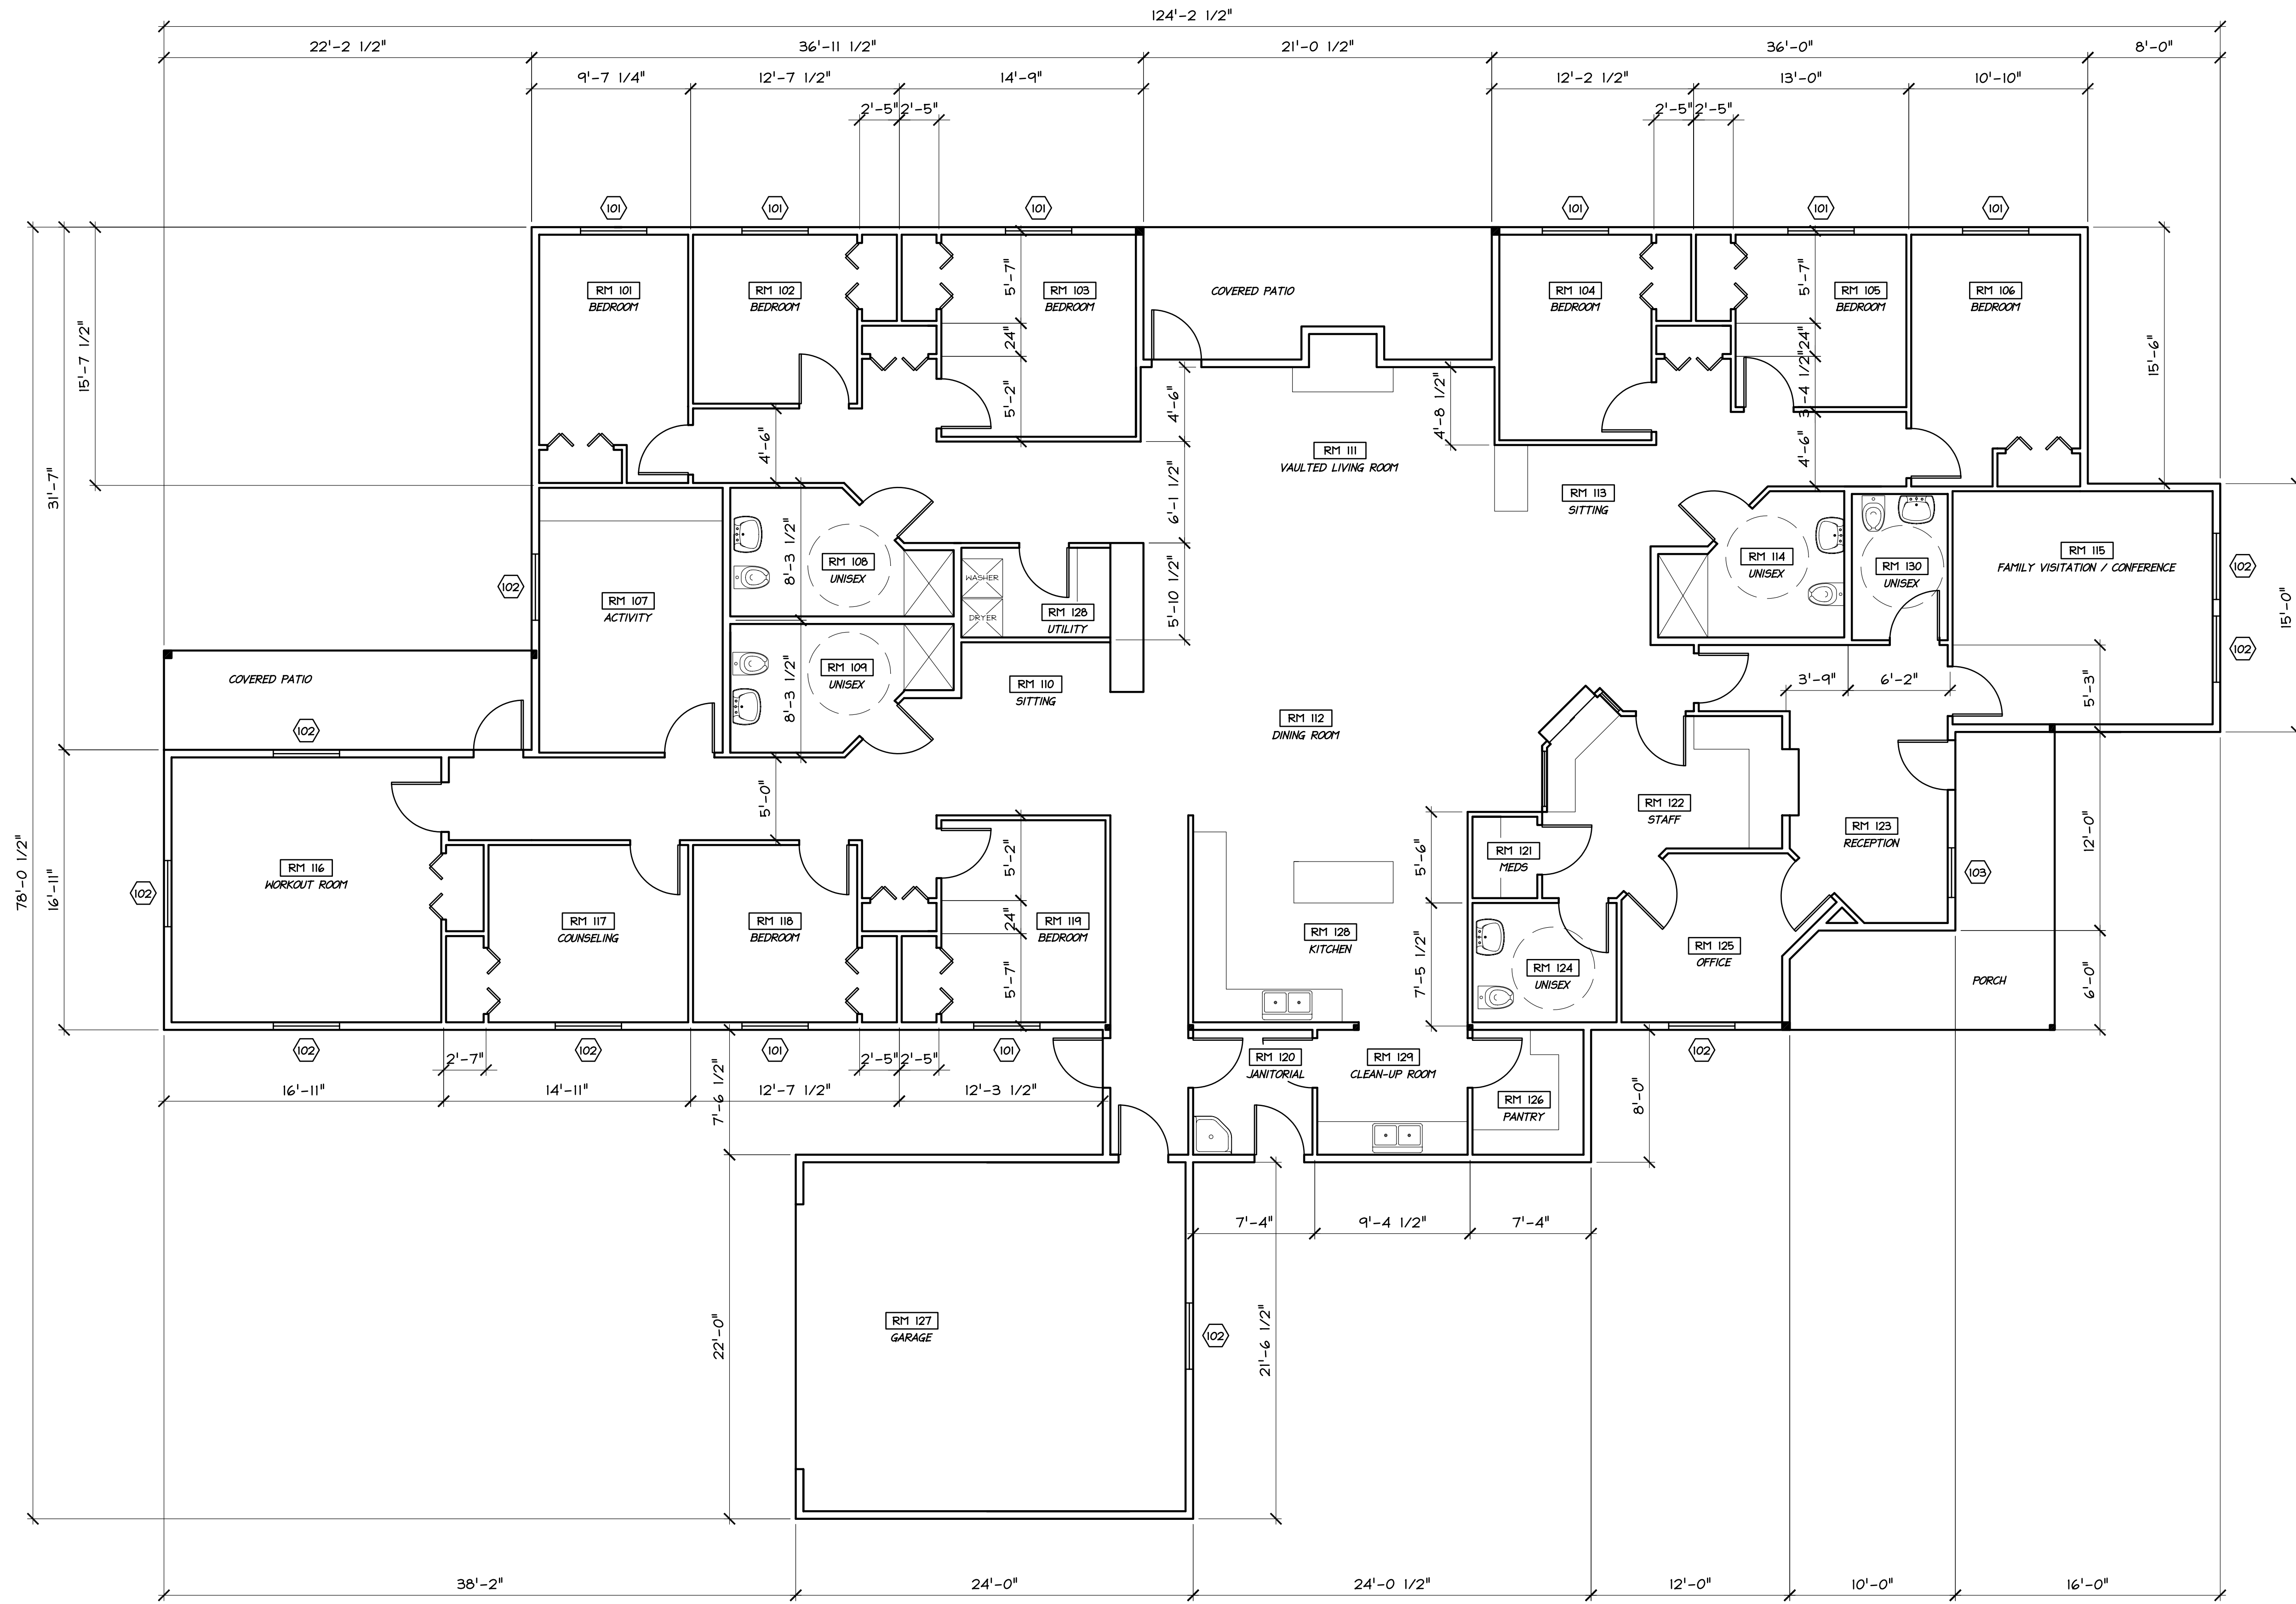 124'-2 1/2"
22'-2 1/2"
36'-11 1/2"
21'-0 1/2"
36'-0"
8'-0"
9'-7 1/4"
12'-7 1/2"
14'-9"
12'-2 1/2"
13'-0"
10'-10"
2'-5"
2'-5"
2'-5"
2'-5"
101
101
101
101
101
101
RM 101
BEDROOM
RM 102
BEDROOM
RM 103
BEDROOM
COVERED PATIO
RM 104
BEDROOM
RM 105
BEDROOM
RM 106
BEDROOM
5'-7"
24"
5'-2"
5'-7"
24"
3'-4 1/2"
4'-6"
15'-6"
15'-7 1/2"
31'-7"
78'-0 1/2"
16'-11"
4'-6"
4'-6"
6'-1 1/2"
5'-10 1/2"
4'-8 1/2"
RM 111
VAULTED LIVING ROOM
RM 113
SITTING
8'-3 1/2"
8'-3 1/2"
RM 108
UNISEX
WASHER
DRYER
RM 128
UTILITY
RM 114
UNISEX
RM 130
UNISEX
RM 115
FAMILY VISITATION / CONFERENCE
102
102
15'-0"
102
RM 107
ACTIVITY
RM 109
UNISEX
RM 110
SITTING
COVERED PATIO
102
RM 112
DINING ROOM
3'-9"
6'-2"
5'-3"
12'-0"
6'-0"
5'-0"
RM 122
STAFF
RM 123
RECEPTION
103
RM 116
WORKOUT ROOM
102
RM 117
COUNSELING
RM 118
BEDROOM
RM 119
BEDROOM
5'-2"
24"
5'-7"
RM 128
KITCHEN
5'-6"
7'-5 1/2"
RM 121
MEDS
RM 124
UNISEX
RM 125
OFFICE
PORCH
102
102
101
101
102
2'-7"
2'-5"
2'-5"
16'-11"
14'-11"
12'-7 1/2"
12'-3 1/2"
7'-6 1/2"
RM 120
JANITORIAL
RM 129
CLEAN-UP ROOM
RM 126
PANTRY
8'-0"
7'-4"
9'-4 1/2"
7'-4"
RM 127
GARAGE
102
22'-0"
21'-6 1/2"
38'-2"
24'-0"
24'-0 1/2"
12'-0"
10'-0"
16'-0"